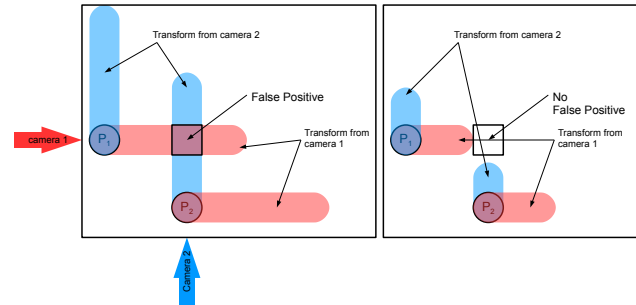 Transform from camera 2
False Positive
camera 1
P1
Transform from
camera 1
P2
Camera 2
Transform from camera 2
No
False Positive
P1
Transform from
camera 1
P2